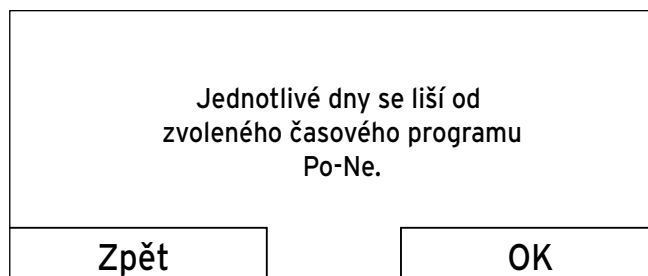 Jednotlivé dny se liší od
zvoleného časového programu
Po-Ne.
Zpět
OK